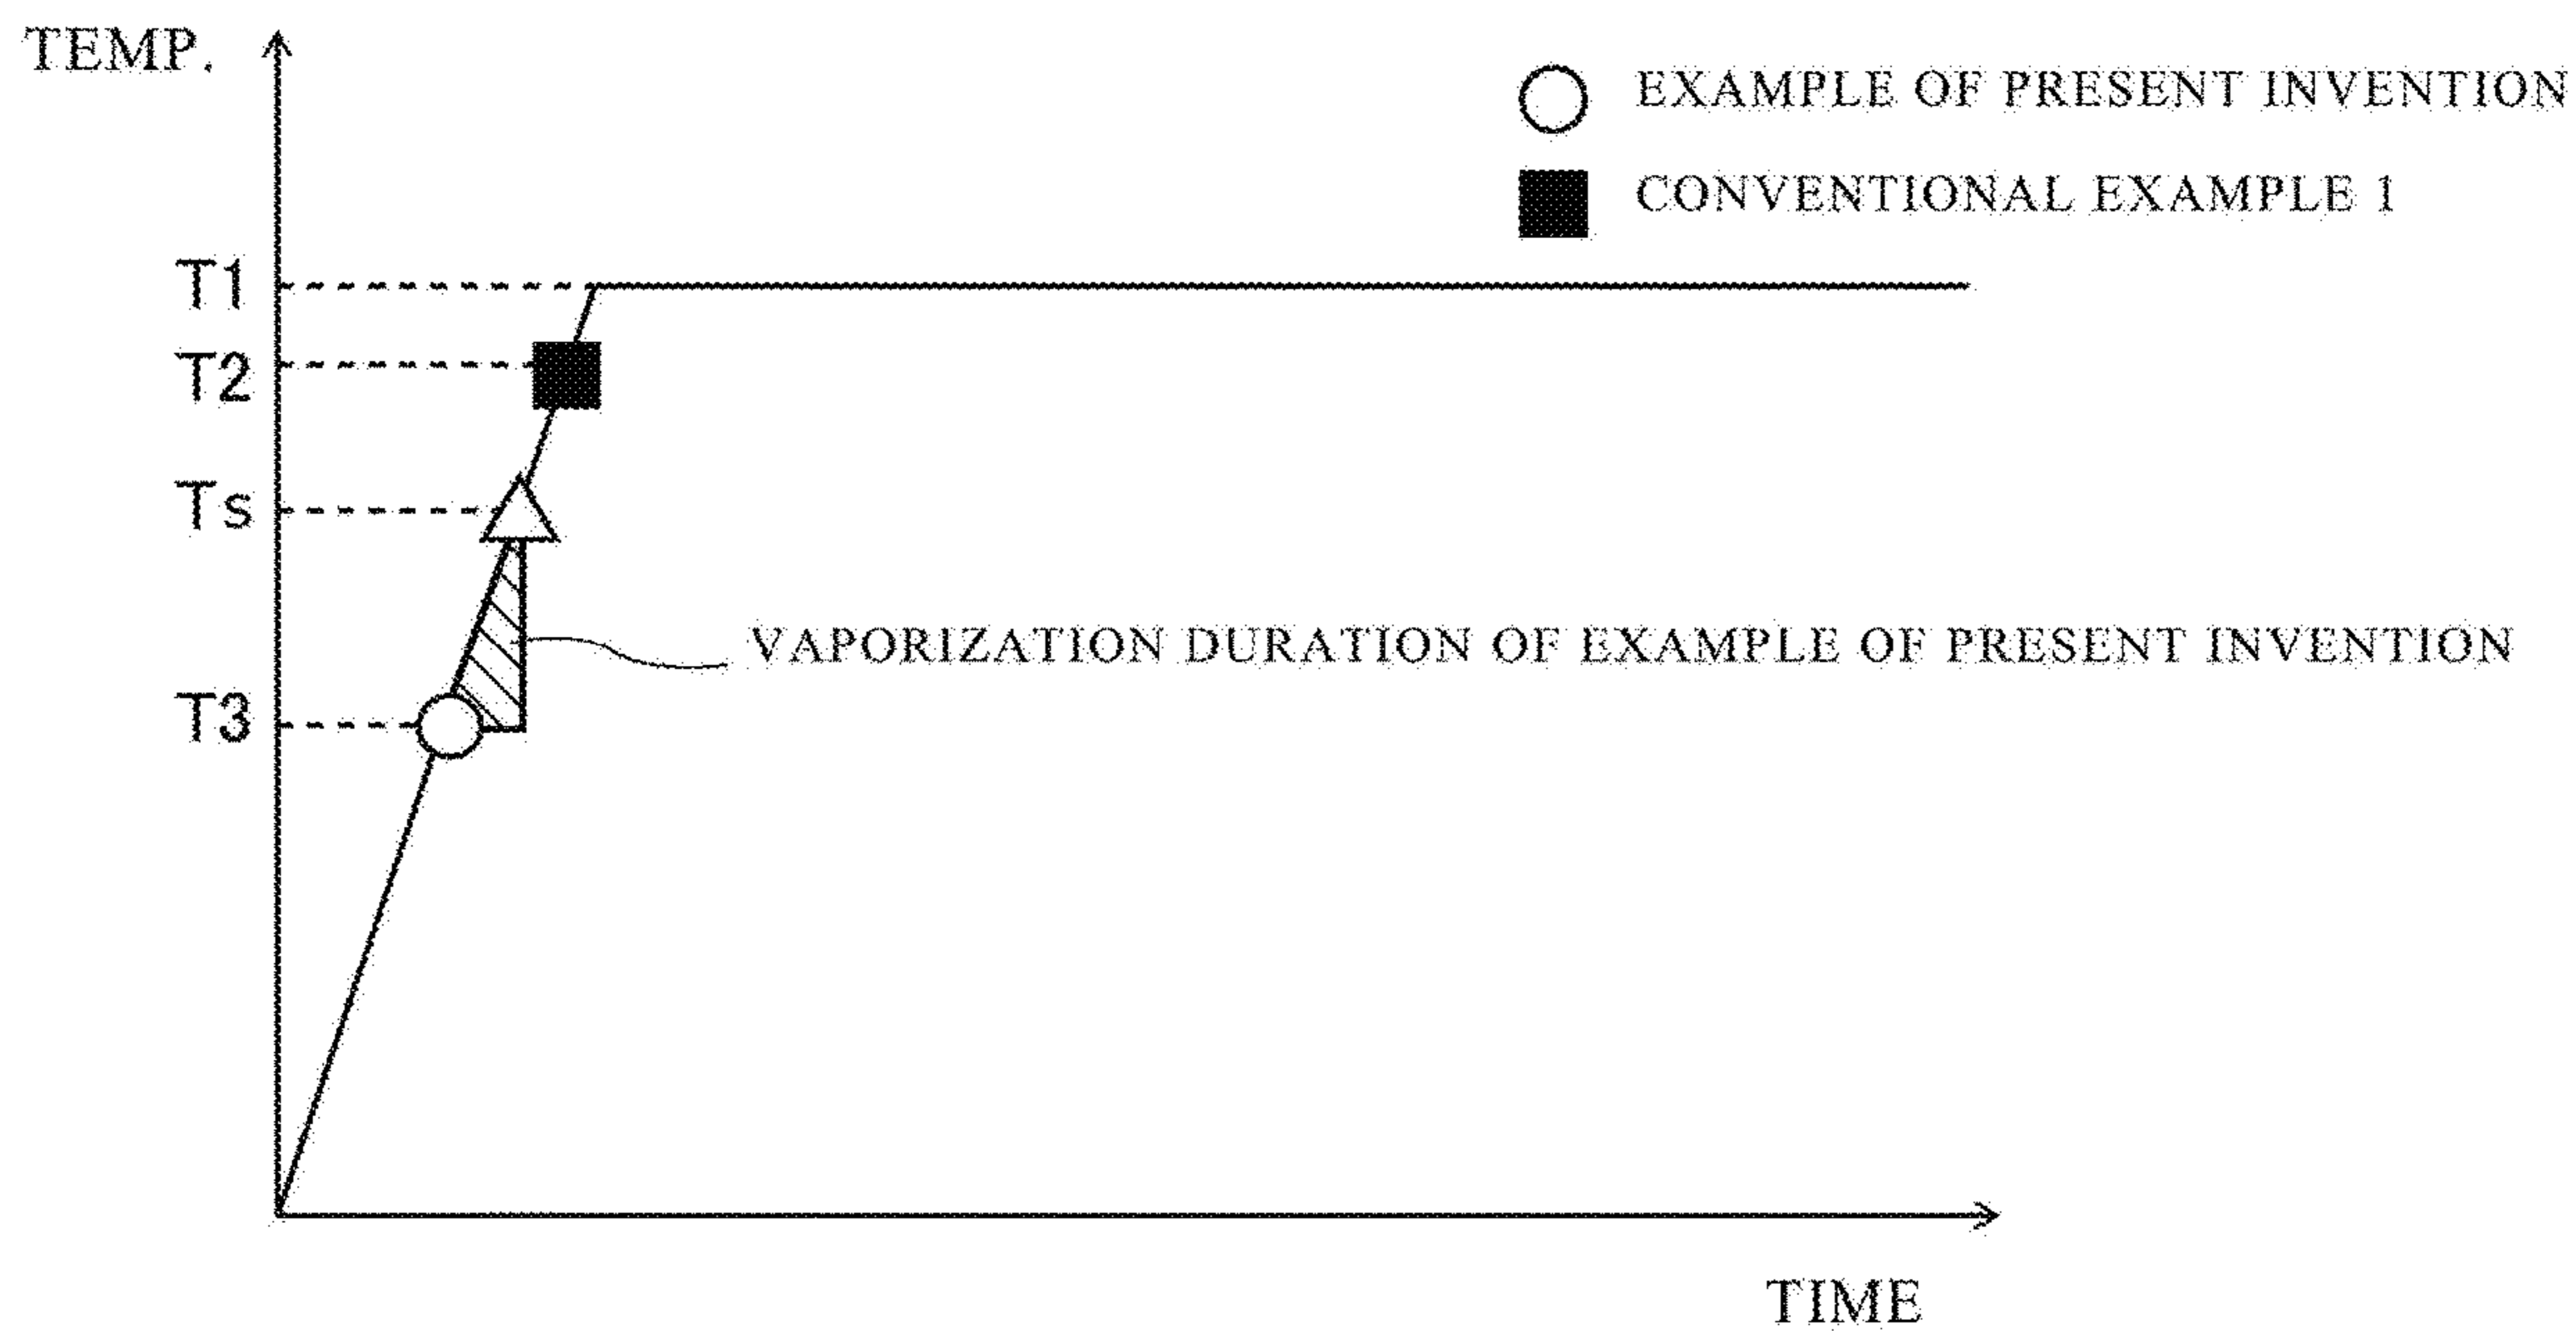 TEMP.
EXAMPLE OF PRESENT INVENTION
CONVENTIONAL EXAMPLE 1
T1
T2
Ts
VAPORIZATION DURATION OF EXAMPLE OF PRESENT INVENTION
T3
TIME